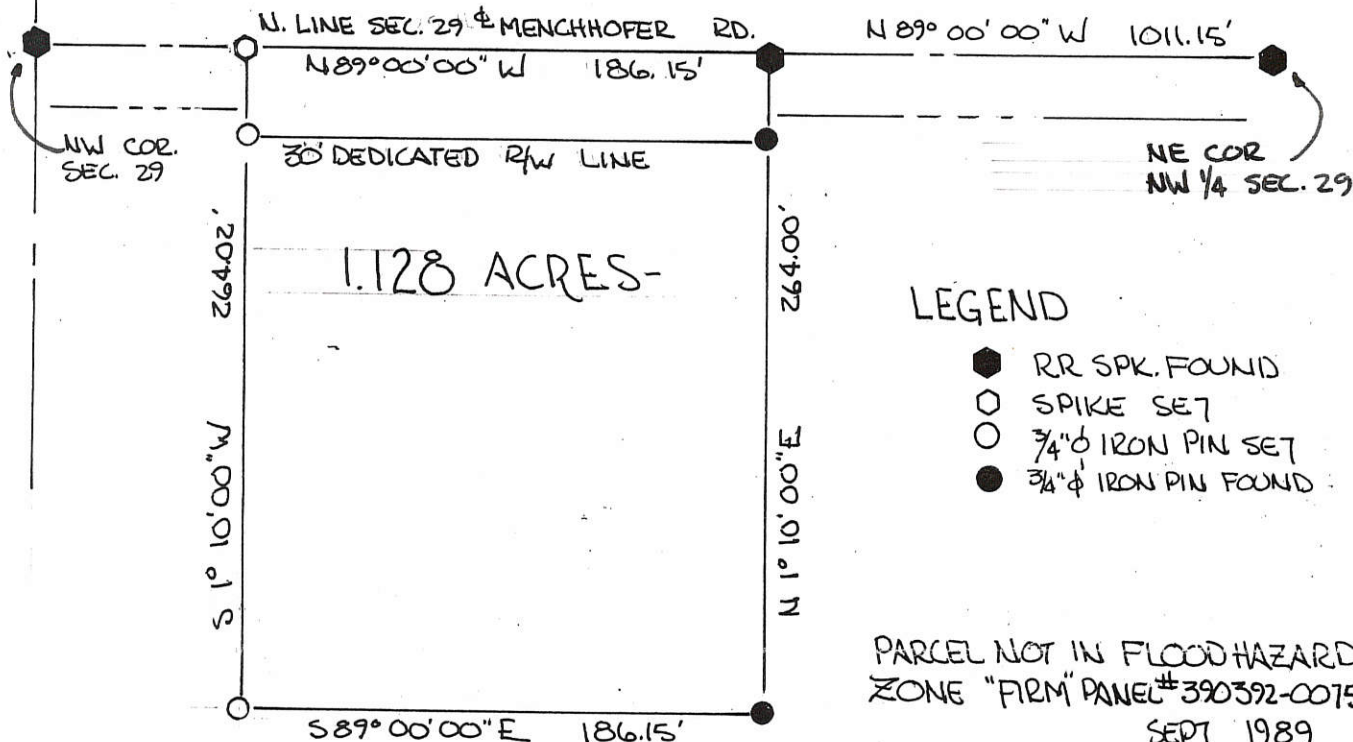 N. LINE SEC. 29 ℄ MENCHHOFER RD.
N 89° 00' 00" W 1011.15'
N 89° 00' 00" W 186.15'
NW COR.
SEC. 29
30' DEDICATED R/W LINE
NE COR
NW 1/4 SEC. 29
264.02'
S 1° 10' 00" W
1.128 ACRES-
264.00'
N 1° 10' 00" E
LEGEND
RR SPK. FOUND
SPIKE SET
3/4"ϕ IRON PIN SET
3/4"ϕ IRON PIN FOUND
PARCEL NOT IN FLOOD HAZARD
ZONE "FIRM" PANEL #390392-0075
SEPT 1989
S 89° 00' 00" E 186.15'